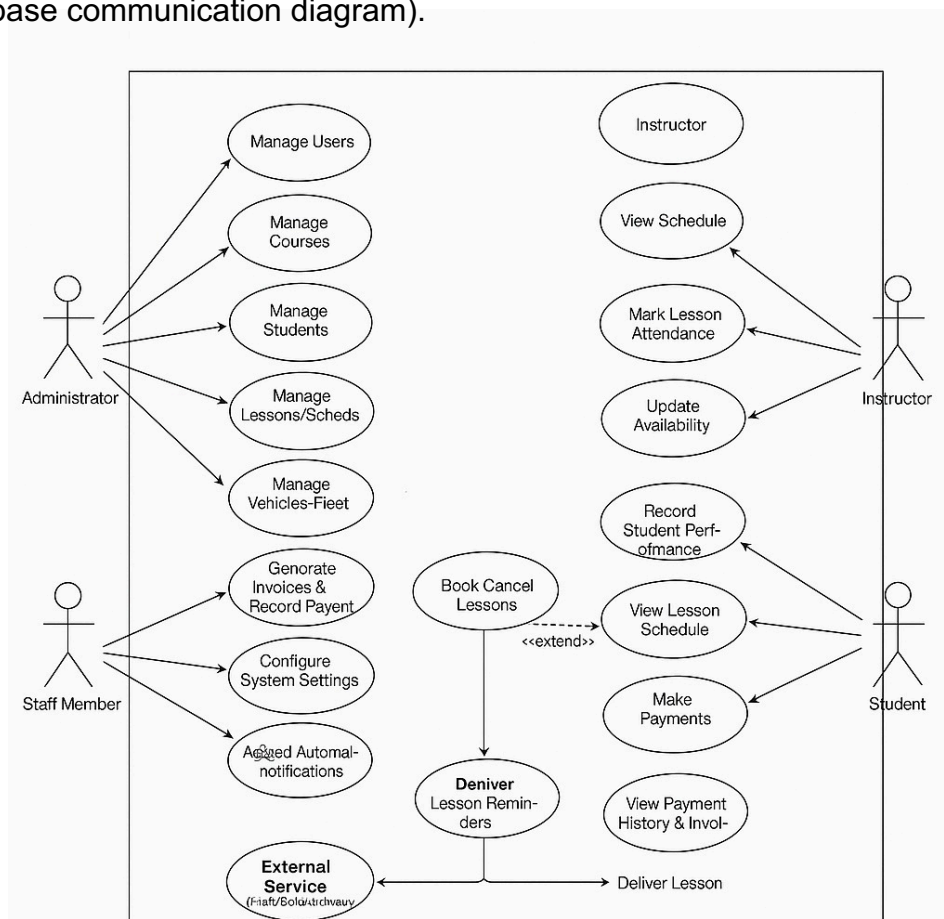 base communication diagram).
Manage Users
Manage
Courses
Manage
Students
Manage
Lessons/Scheds
Manage
Vehicles-Fieet
Administrator
Genorate
Invoices &
Record Payent
Configure
System Settings
Automal-
notifications
Staff Member
Book Cancel
Lessons
<<extend>>
Deniver
Lesson Remin-
ders
External
Service
Deliver Lesson
Instructor
View Schedule
Mark Lesson
Attendance
Update
Availability
Instructor
Record
Student Perf-
ofmance
View Lesson
Schedule
Make
Payments
Student
View Payment
History & Invol-